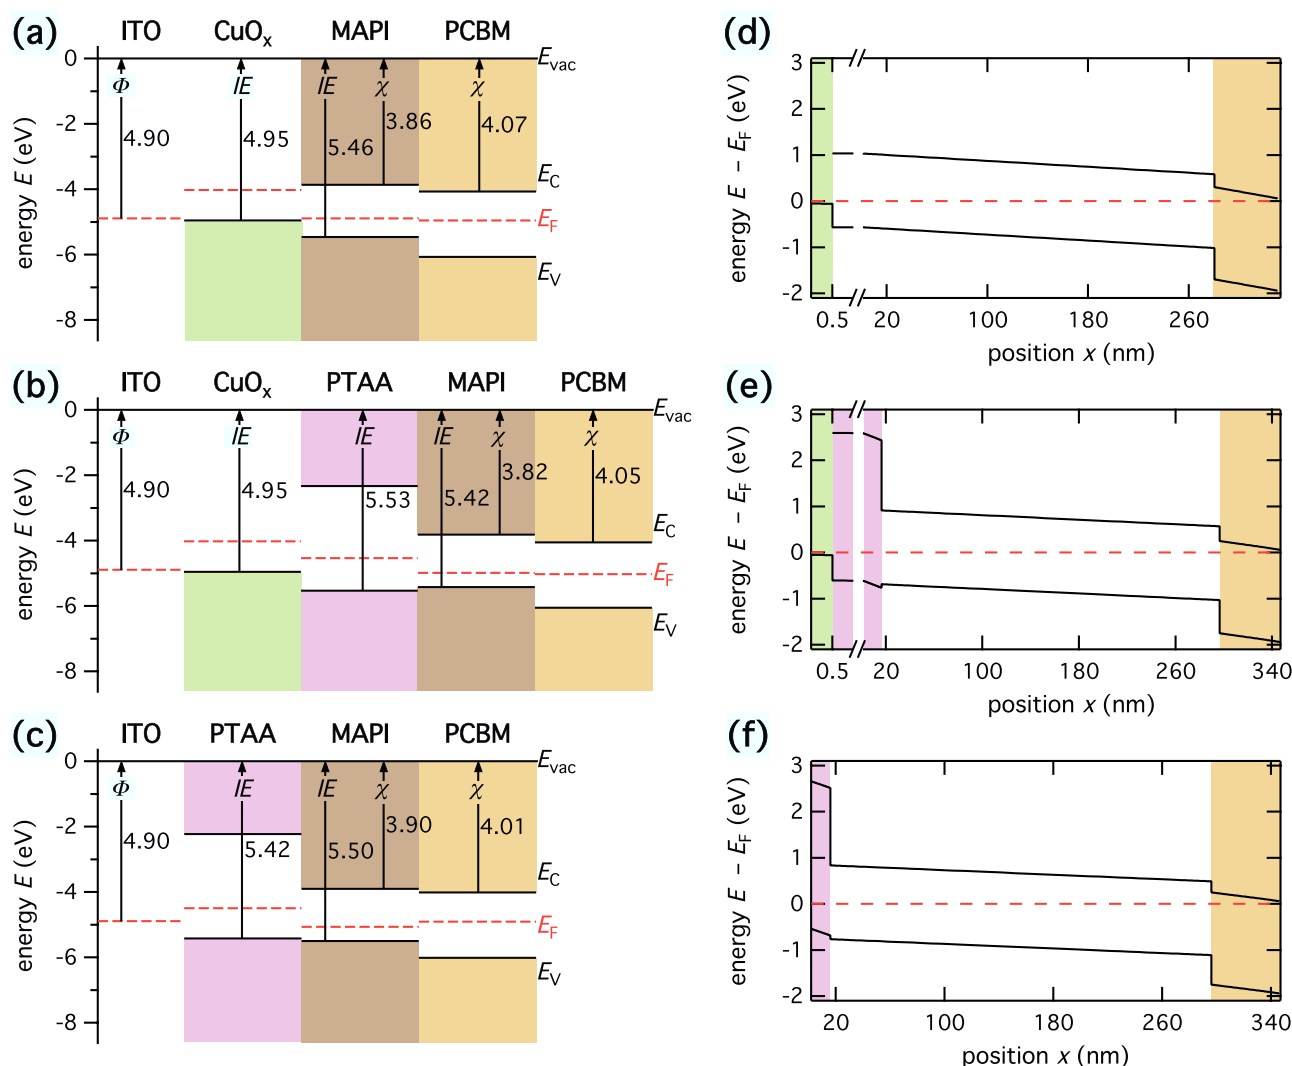 (a) ITO CuOx MAPI PCBM
0 Evac
Φ IE IE χ χ
-2
4.90 4.95 5.46 3.86 4.07
-4 EC
EF
-6 EV
-8
energy E (eV)
(d)
3
2
1
0
-1
-2
energy E − EF (eV)
0.5 20 100 180 260
position x (nm)
(b) ITO CuOx PTAA MAPI PCBM
0 Evac
Φ IE IE IE χ χ
-2
4.90 4.95 5.53 5.42 3.82 4.05
-4 EC
EF
-6 EV
-8
energy E (eV)
(e)
3
2
1
0
-1
-2
energy E − EF (eV)
0.5 20 100 180 260 340
position x (nm)
(c) ITO PTAA MAPI PCBM
0 Evac
Φ IE IE χ χ
-2
4.90 5.42 5.50 3.90 4.01
-4 EC
EF
-6 EV
-8
energy E (eV)
(f)
3
2
1
0
-1
-2
energy E − EF (eV)
20 100 180 260 340
position x (nm)